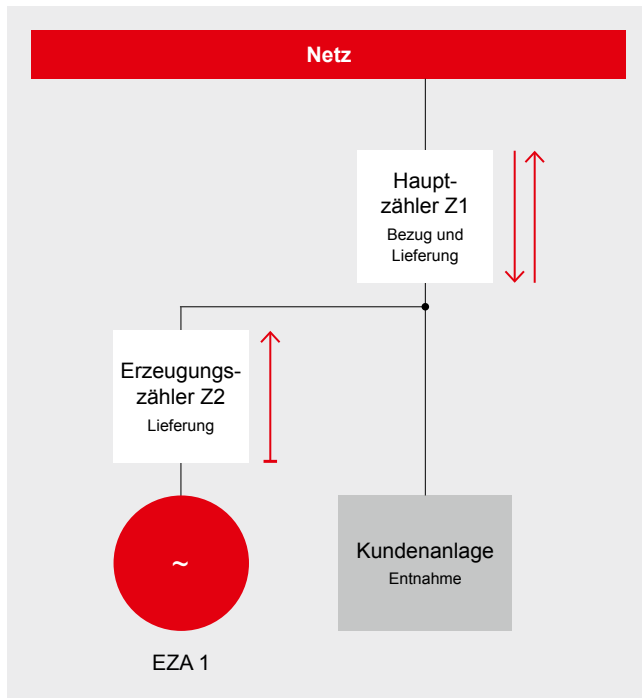 Netz
Haupt-
zähler Z1
Bezug und
Lieferung
Erzeugungs-
zähler Z2
Lieferung
~
Kundenanlage
Entnahme
EZA 1